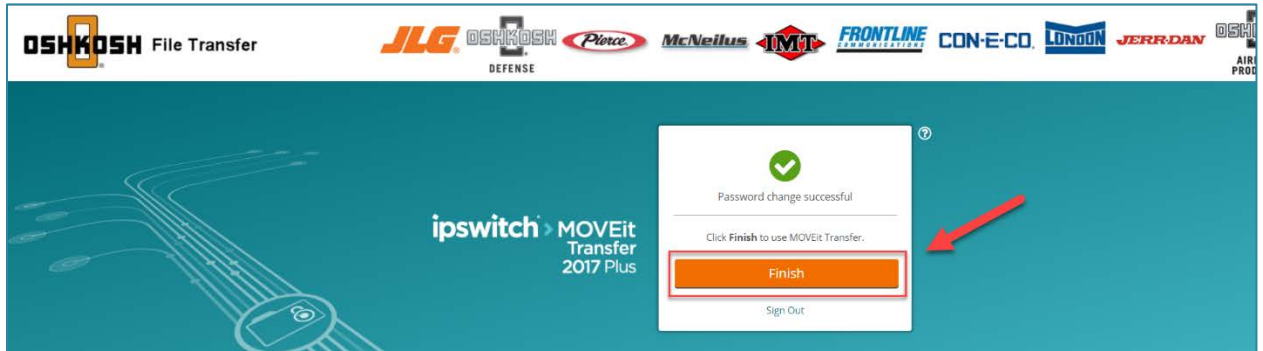 OSHKOSH File Transfer
JLG. OSHKOSH DEFENSE Pierce McNeilus IMT FRONTLINE COMMUNICATIONS CON-E-CO. LONDON JERR-DAN
Password change successful
ipswitch > MOVEit
Transfer
2017 Plus
Click Finish to use MOVEit Transfer.
Finish
Sign Out